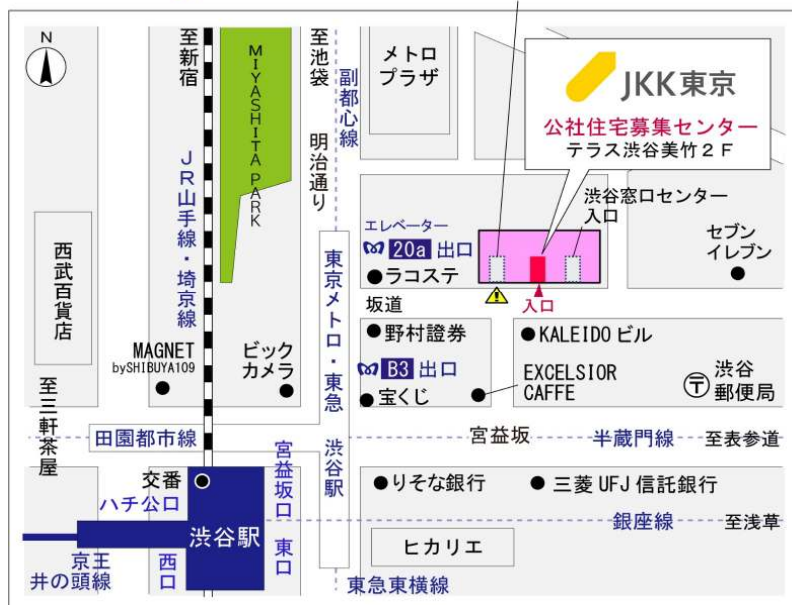 N
至新宿
MIYASHITA PARK
至池袋
副都心線
明治通り
メトロ
プラザ
JKK東京
公社住宅募集センター
テラス渋谷美竹2F
JR山手線・埼京線
西武百貨店
エレベーター
20a 出口
ラコステ
渋谷窓口センター
入口
セブン
イレブン
坂道
入口
東京メトロ・東急 渋谷駅
MAGNET
bySHIBUYA109
ビック
カメラ
野村證券
KALEIDOビル
B3 出口
宝くじ
EXCELSIOR
CAFFE
〒
渋谷
郵便局
至三軒茶屋
田園都市線
宮益坂
半蔵門線
至表参道
交番
ハチ公口
宮益坂口
りそな銀行
三菱UFJ信託銀行
渋谷駅
銀座線
至浅草
京王
井の頭線
西口
東口
ヒカリエ
東急東横線